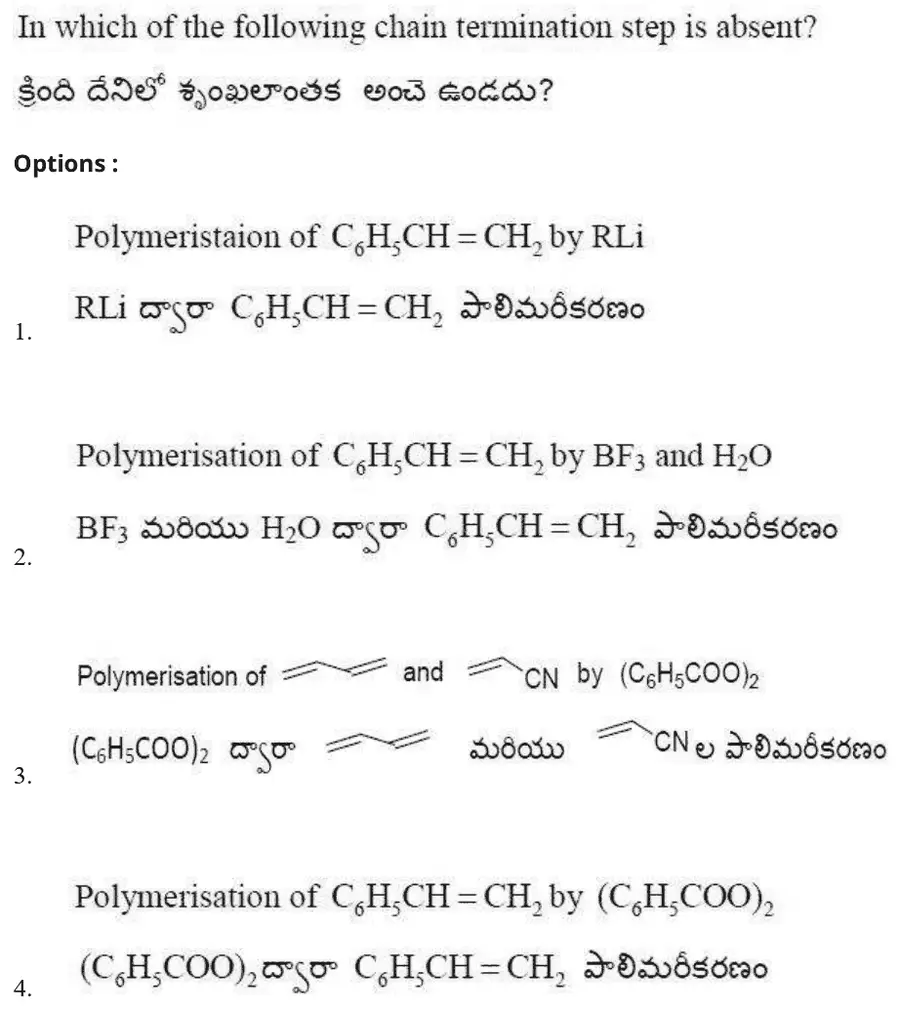 In which of the following chain termination step is absent?
క్రింది దేనిలో శృంఖలాంతక అంచె ఉండదు?
Options :
Polymeristaion of C₆H₅CH = CH₂ by RLi
RLi ద్వారా C₆H₅CH = CH₂ పాలిమరీకరణం
1.
Polymerisation of C₆H₅CH = CH₂ by BF₃ and H₂O
BF₃ మరియు H₂O ద్వారా C₆H₅CH = CH₂ పాలిమరీకరణం
2.
Polymerisation of and CN by (C₆H₅COO)₂
(C₆H₅COO)₂ ద్వారా మరియు CN ల పాలిమరీకరణం
3.
Polymerisation of C₆H₅CH = CH₂ by (C₆H₅COO)₂
(C₆H₅COO)₂ ద్వారా C₆H₅CH = CH₂ పాలిమరీకరణం
4.